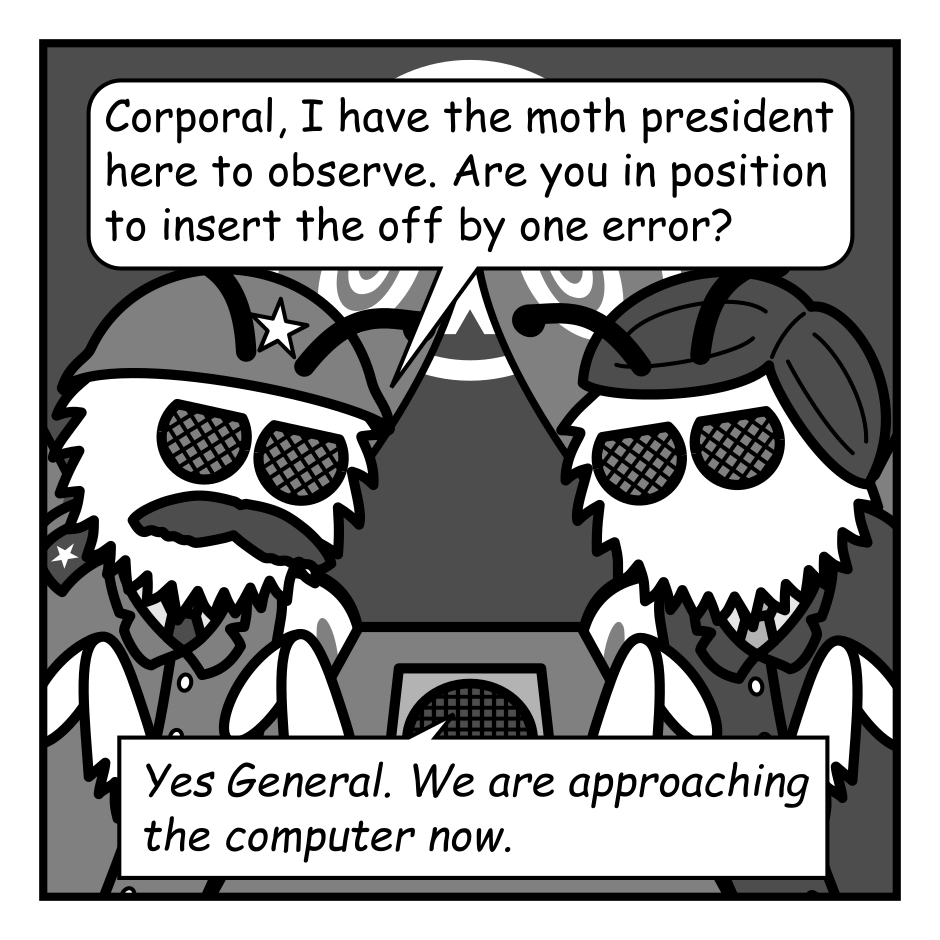 Corporal, I have the moth president
here to observe. Are you in position
to insert the off by one error?
Yes General. We are approaching
the computer now.